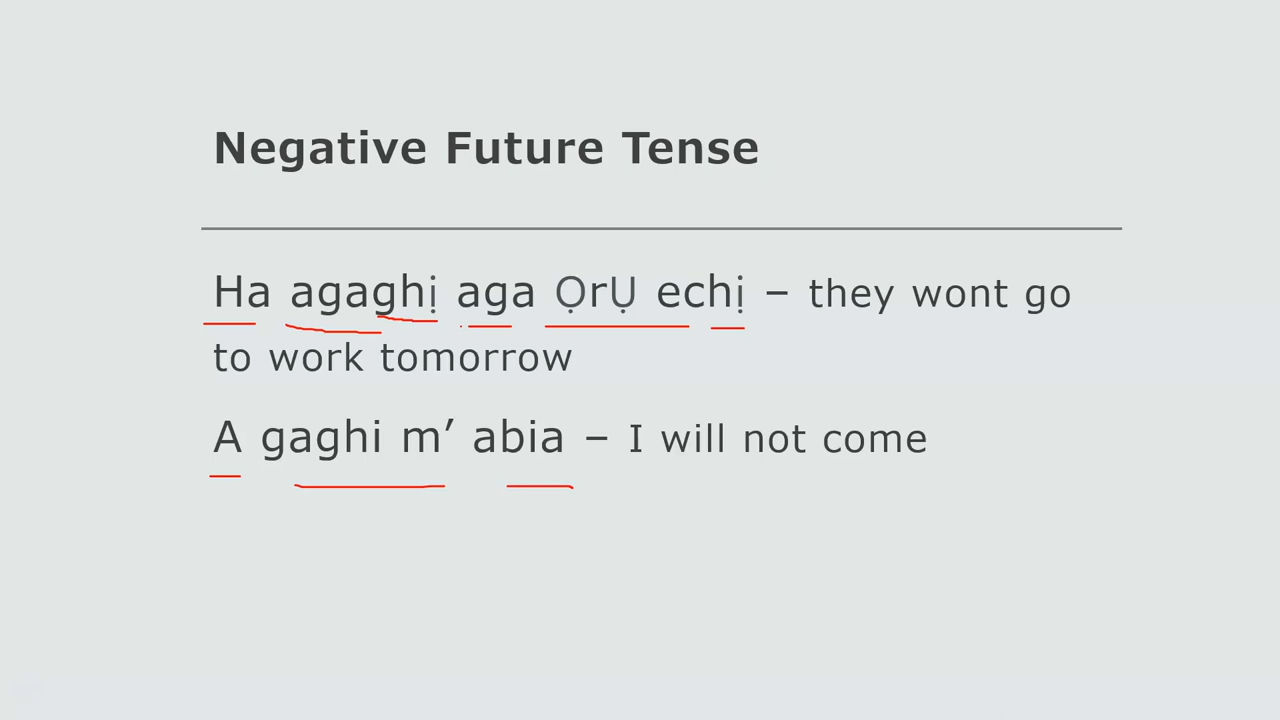 Negative Future Tense
Ha agaghị aga ỌrỤ echị – they wont go
to work tomorrow
A gaghi m’ abia – I will not come